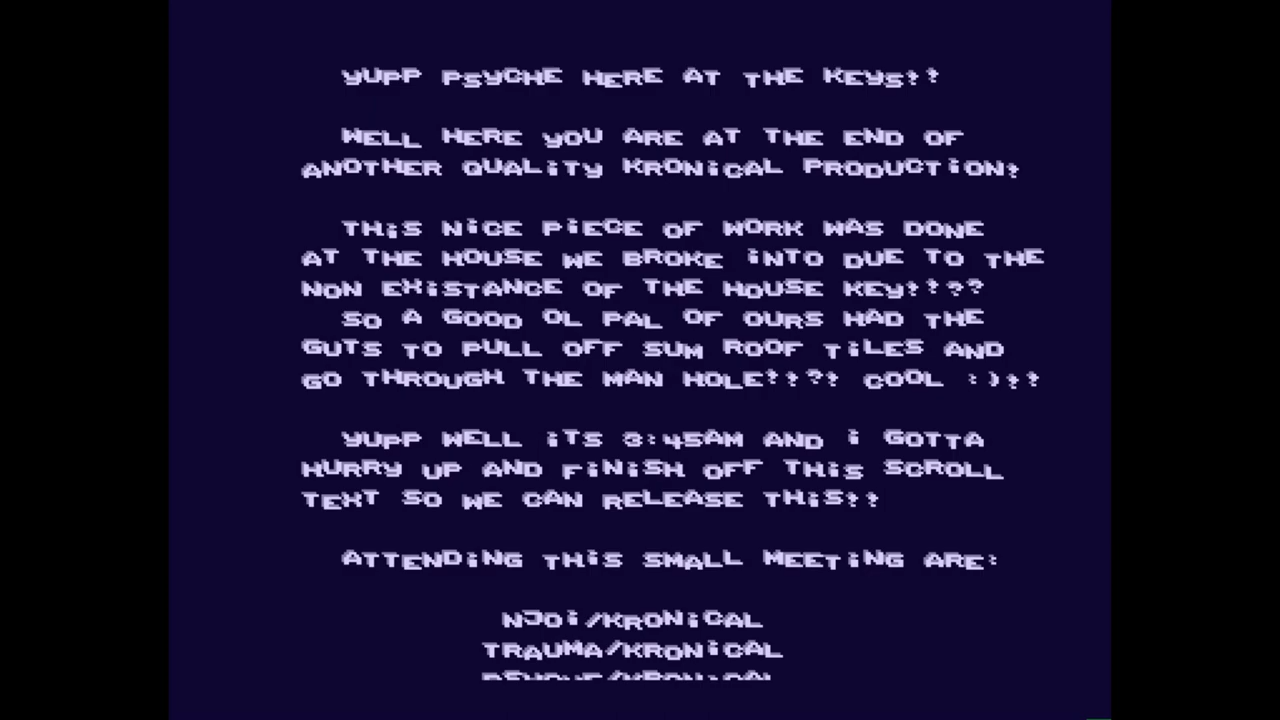 YUPP PSYCHE HERE AT THE KEYS!!
WELL HERE YOU ARE AT THE END OF
ANOTHER QUALiTY KRONiCAL PRODUCTiON!
THiS NiCE PiECE OF WORK WAS DONE
AT THE HOUSE WE BROKE iNTO DUE TO THE
NON EXiSTANCE OF THE HOUSE KEY!!??
SO A GOOD OL PAL OF OURS HAD THE
GUTS TO PULL OFF SUM ROOF TiLES AND
GO THROUGH THE MAN HOLE!!?! COOL :)!!
YUPP WELL iTS 3:45AM AND i GOTTA
HURRY UP AND FiNiSH OFF THiS SCROLL
TEXT SO WE CAN RELEASE THiS!!
ATTENDiNG THiS SMALL MEETiNG ARE:
NJOi/KRONiCAL
TRAUMA/KRONiCAL
PSYCHE/KRONiCAL